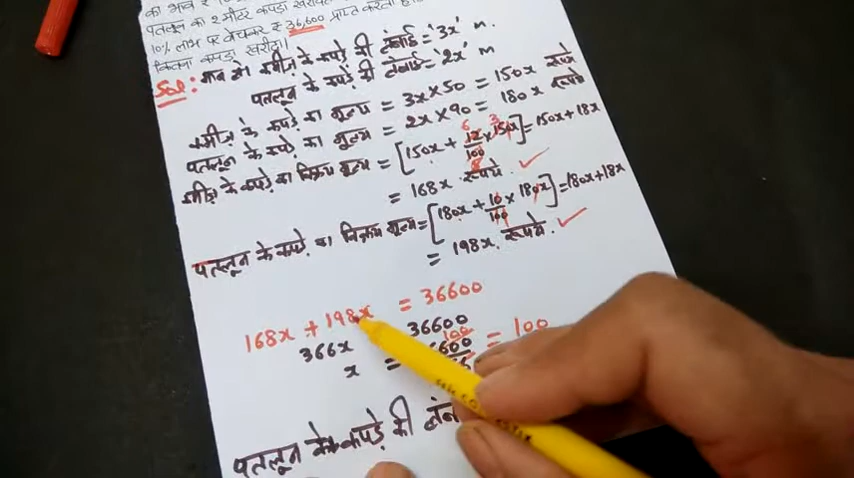 पतलून का 2 मीटर कपड़ा
10% लाभ पर बेचकर ₹ 36,600 प्राप्त करता है।
कितना कपड़ा खरीदा।
Sol: माना की कमीज़ के कपड़े की लंबाई = '3x' m.
पतलून के कपड़े की लंबाई = '2x' m
कमीज़ के कपड़े का मूल्य = 3x × 50 = 150x रुपये
पतलून के कपड़े का मूल्य = 2x × 90 = 180x रुपये
कमीज़ के कपड़े का विक्रय मूल्य = [150x + 12/100 × 150x] = 150x + 18x
= 168x रुपये.
पतलून के कपड़े का विक्रय मूल्य = [180x + 10/100 × 180x] = 180x + 18x
= 198x. रुपये.
168x + 198x = 36600
366x 36600
x = = 100
पतलून के कपड़े की